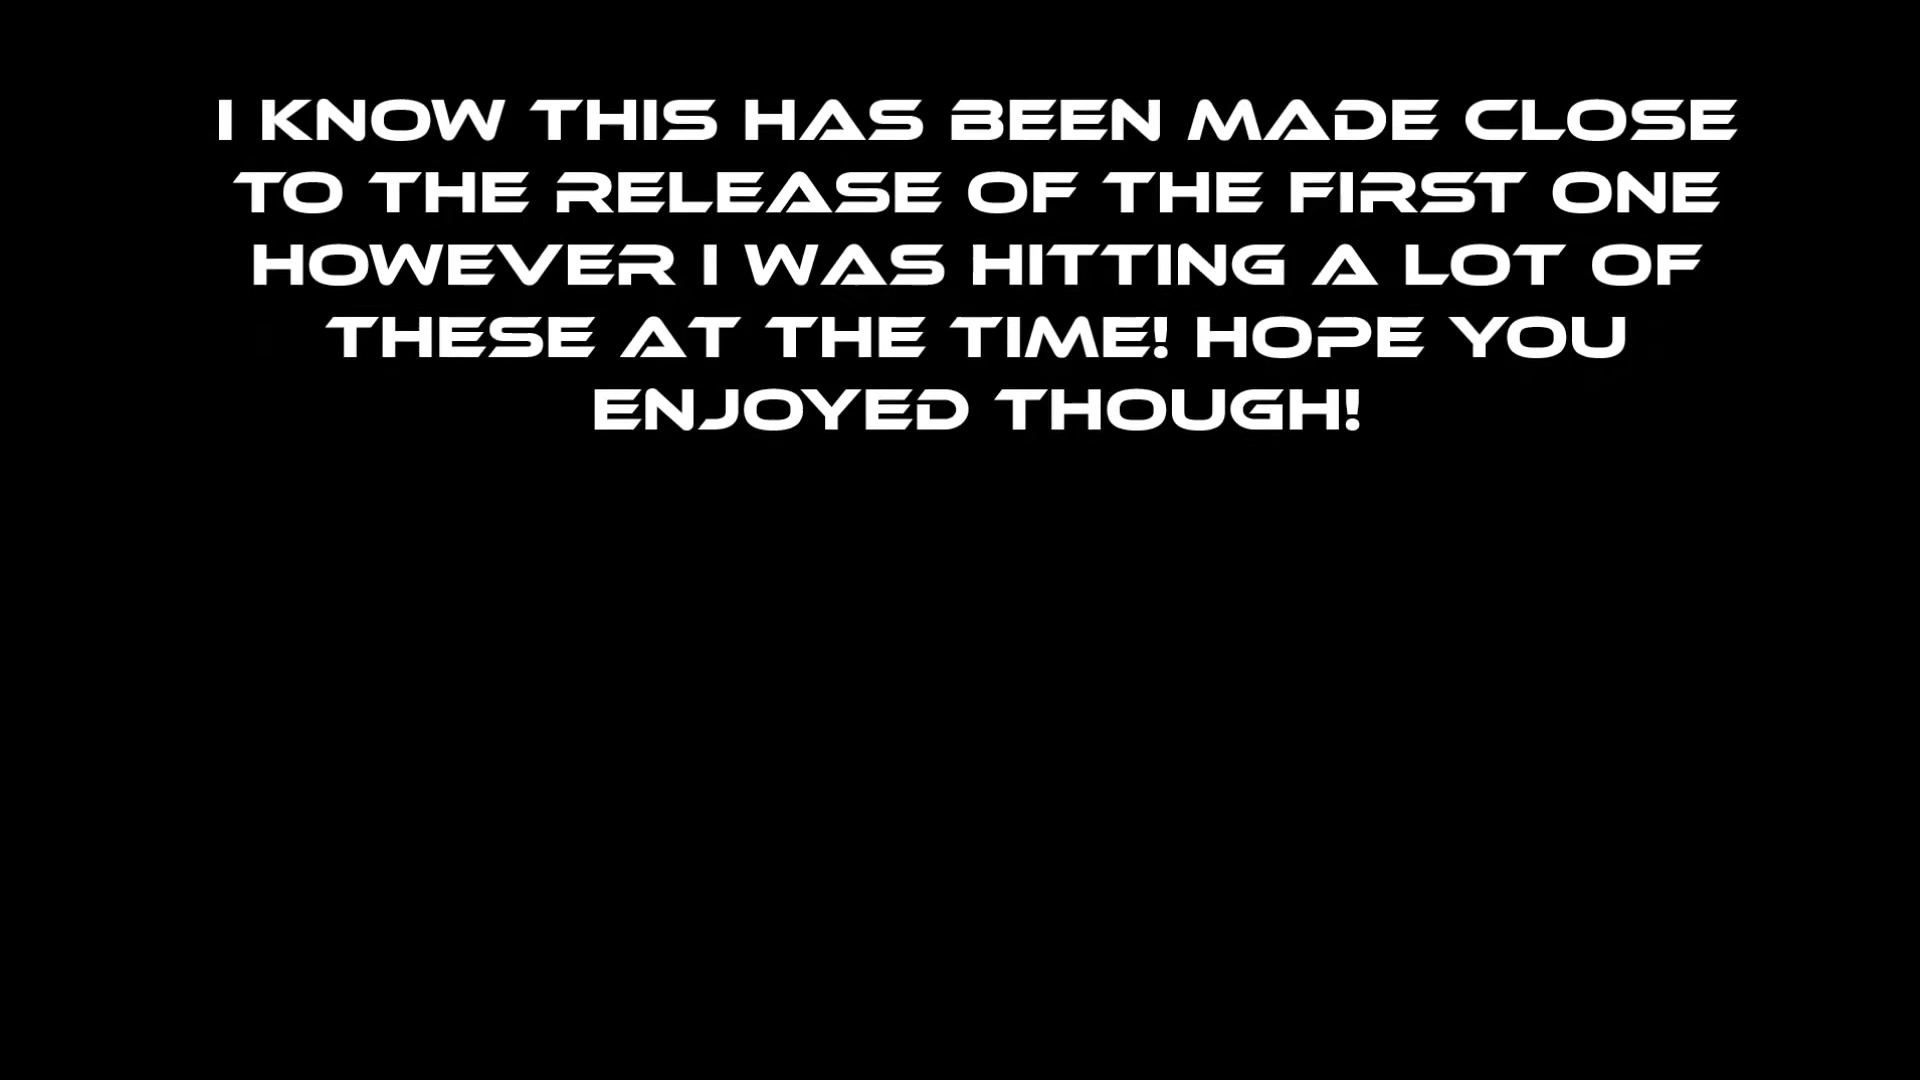 I KNOW THIS HAS BEEN MADE CLOSE
TO THE RELEASE OF THE FIRST ONE
HOWEVER I WAS HITTING A LOT OF
THESE AT THE TIME! HOPE YOU
ENJOYED THOUGH!